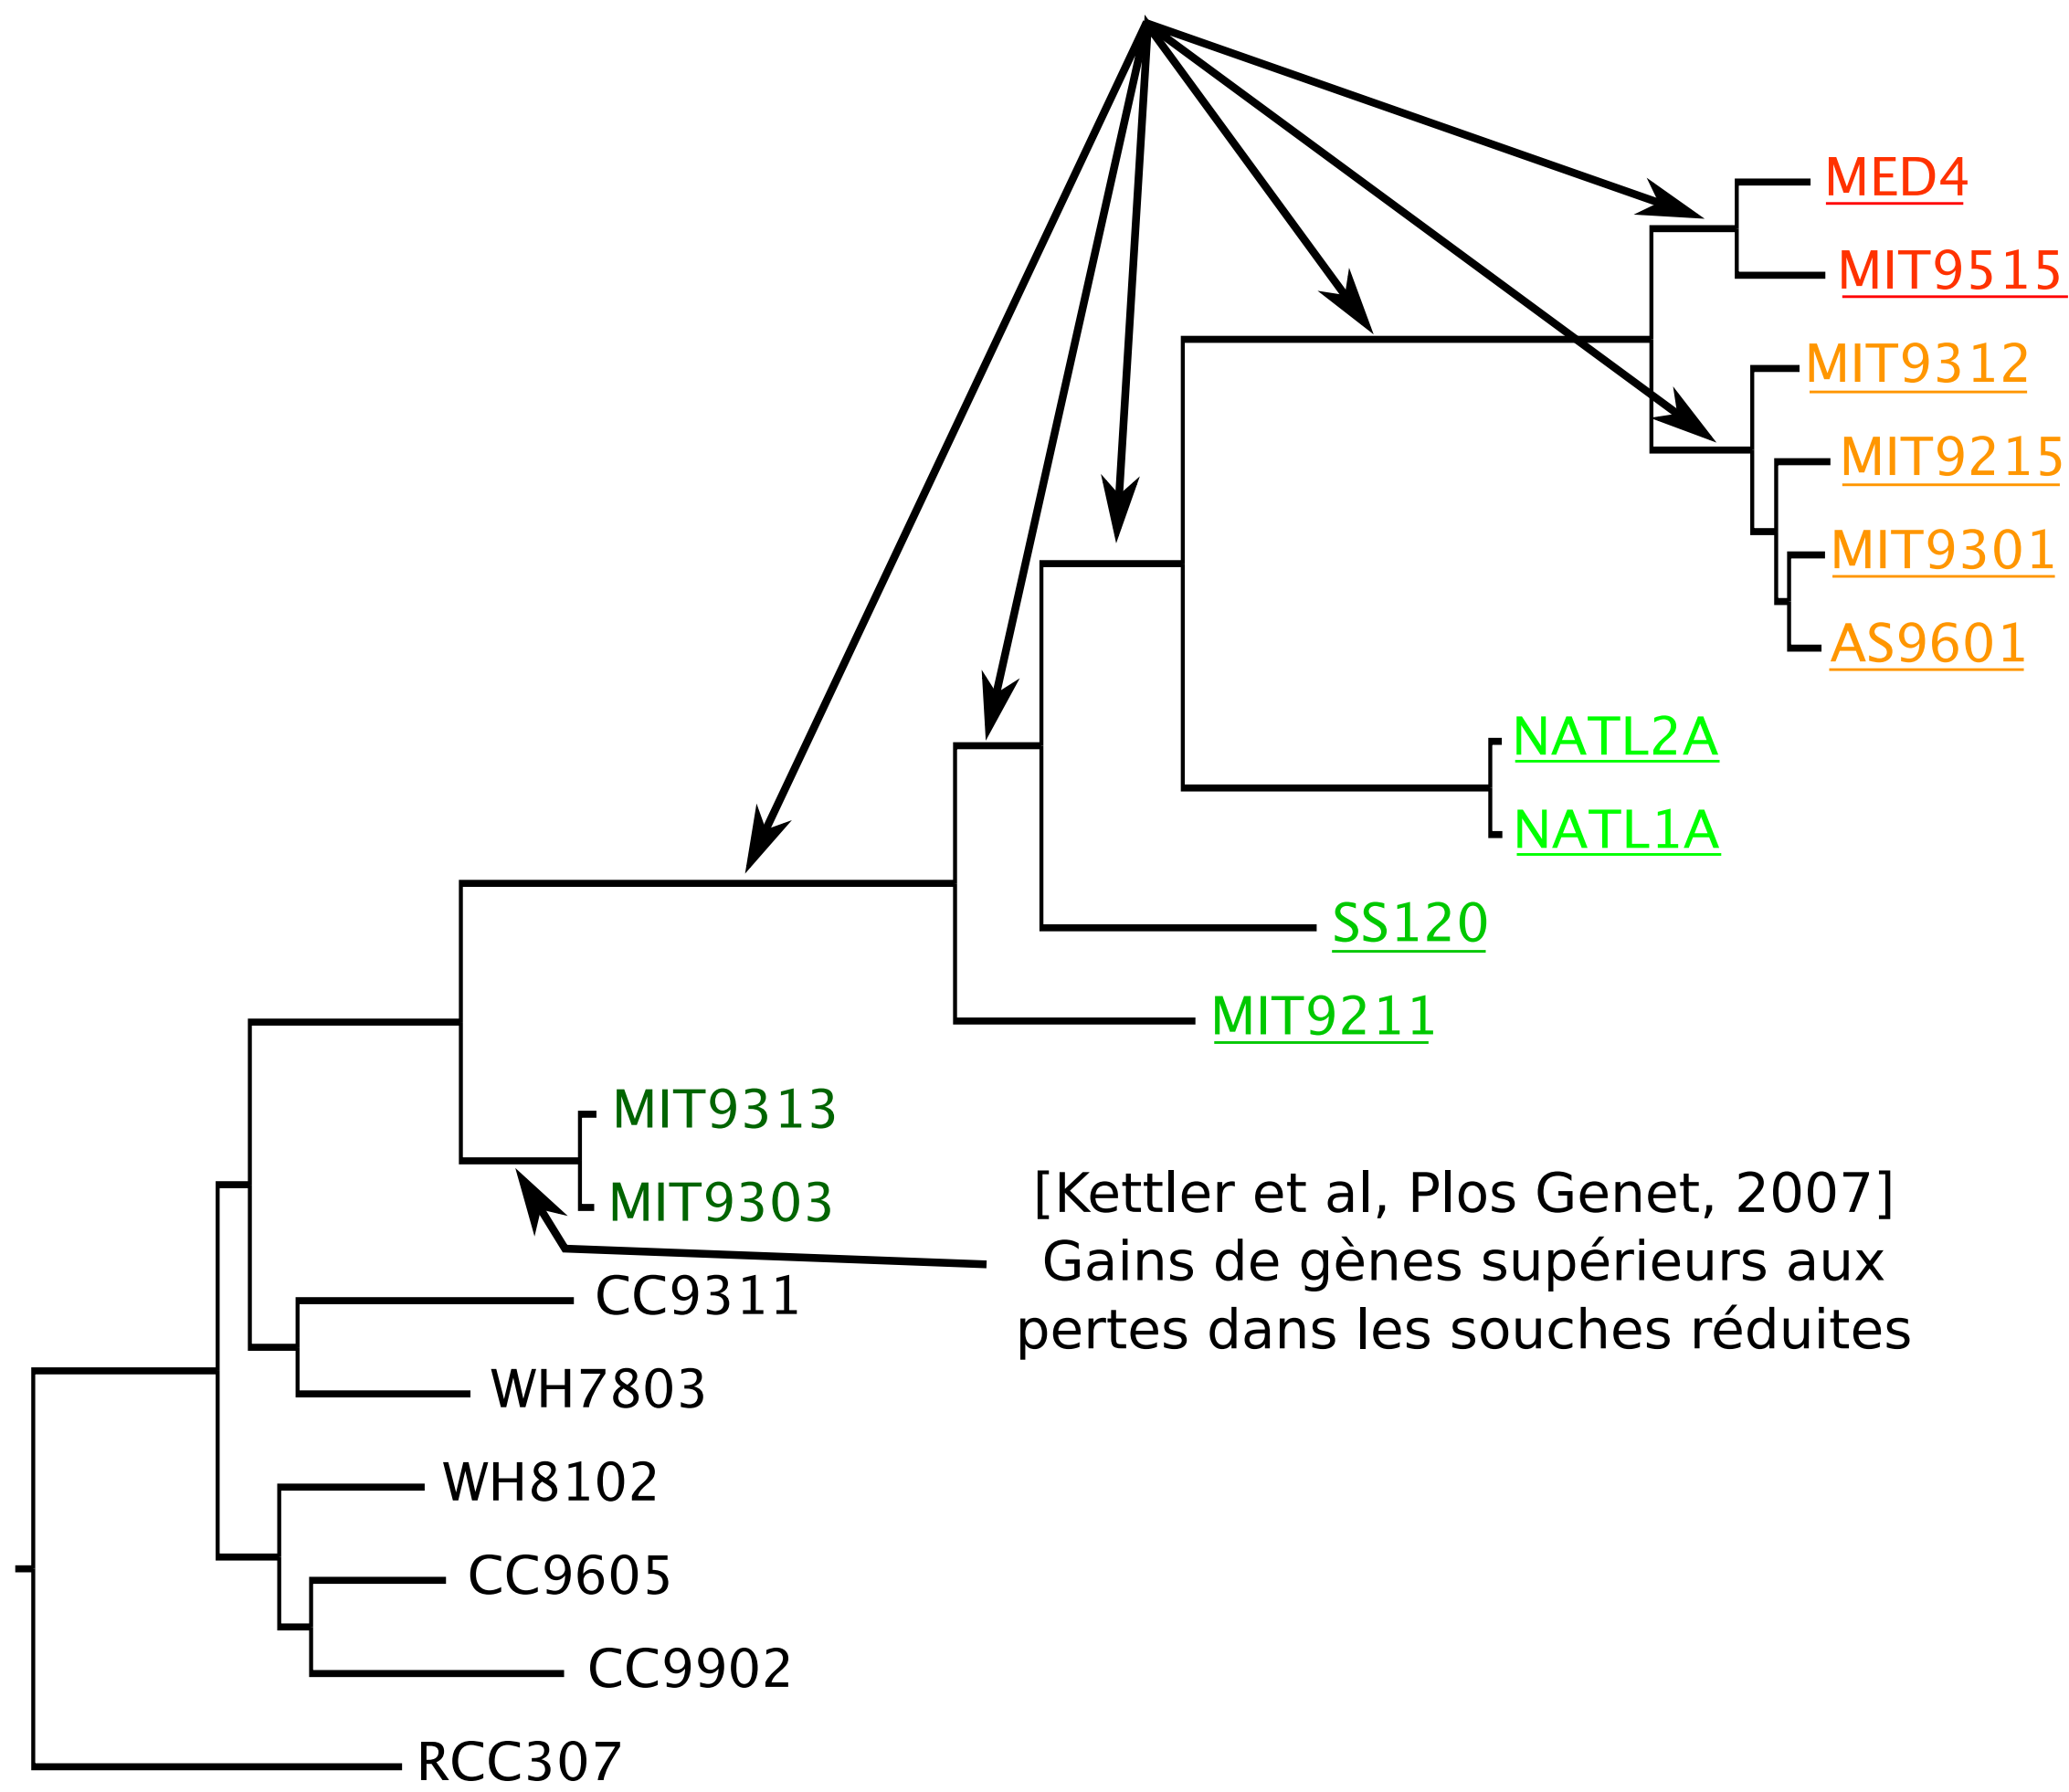 MED4
MIT9515
MIT9312
MIT9215
MIT9301
AS9601
NATL2A
NATL1A
SS120
MIT9211
MIT9313
MIT9303
[Kettler et al, Plos Genet, 2007]
Gains de gènes supérieurs aux
pertes dans les souches réduites
CC9311
WH7803
WH8102
CC9605
CC9902
RCC307